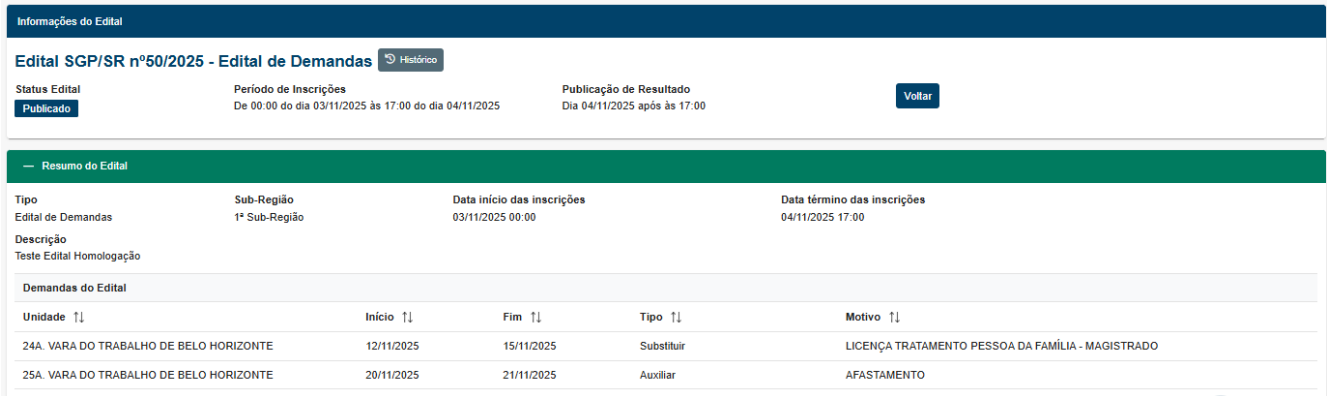 Informações do Edital
Edital SGP/SR nº50/2025 - Edital de Demandas Histórico
Status Edital Período de Inscrições Publicação de Resultado
Publicado De 00:00 do dia 03/11/2025 às 17:00 do dia 04/11/2025 Dia 04/11/2025 após às 17:00 Voltar
— Resumo do Edital
Tipo Sub-Região Data início das inscrições Data término das inscrições
Edital de Demandas 1ª Sub-Região 03/11/2025 00:00 04/11/2025 17:00
Descrição
Teste Edital Homologação
Demandas do Edital
Unidade ↑↓ Início ↑↓ Fim ↑↓ Tipo ↑↓ Motivo ↑↓
24A. VARA DO TRABALHO DE BELO HORIZONTE 12/11/2025 15/11/2025 Substituir LICENÇA TRATAMENTO PESSOA DA FAMÍLIA - MAGISTRADO
25A. VARA DO TRABALHO DE BELO HORIZONTE 20/11/2025 21/11/2025 Auxiliar AFASTAMENTO